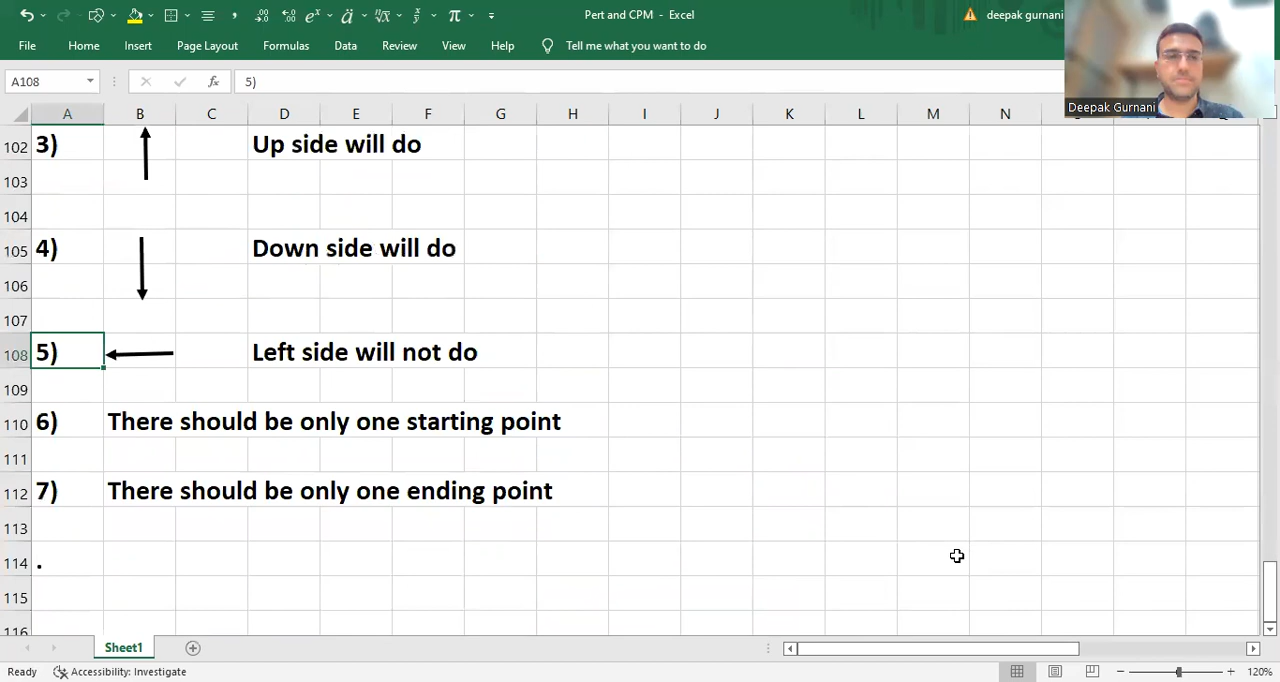 Pert and CPM - Excel
deepak gurnani
File Home Insert Page Layout Formulas Data Review View Help Tell me what you want to do
A108 fx 5)
Deepak Gurnani
A B C D E F G H I J K L M N
102 3) Up side will do
103
104
105 4) Down side will do
106
107
108 5) Left side will not do
109
110 6) There should be only one starting point
111
112 7) There should be only one ending point
113
114 .
115
116
Sheet1
Ready Accessibility: Investigate 120%